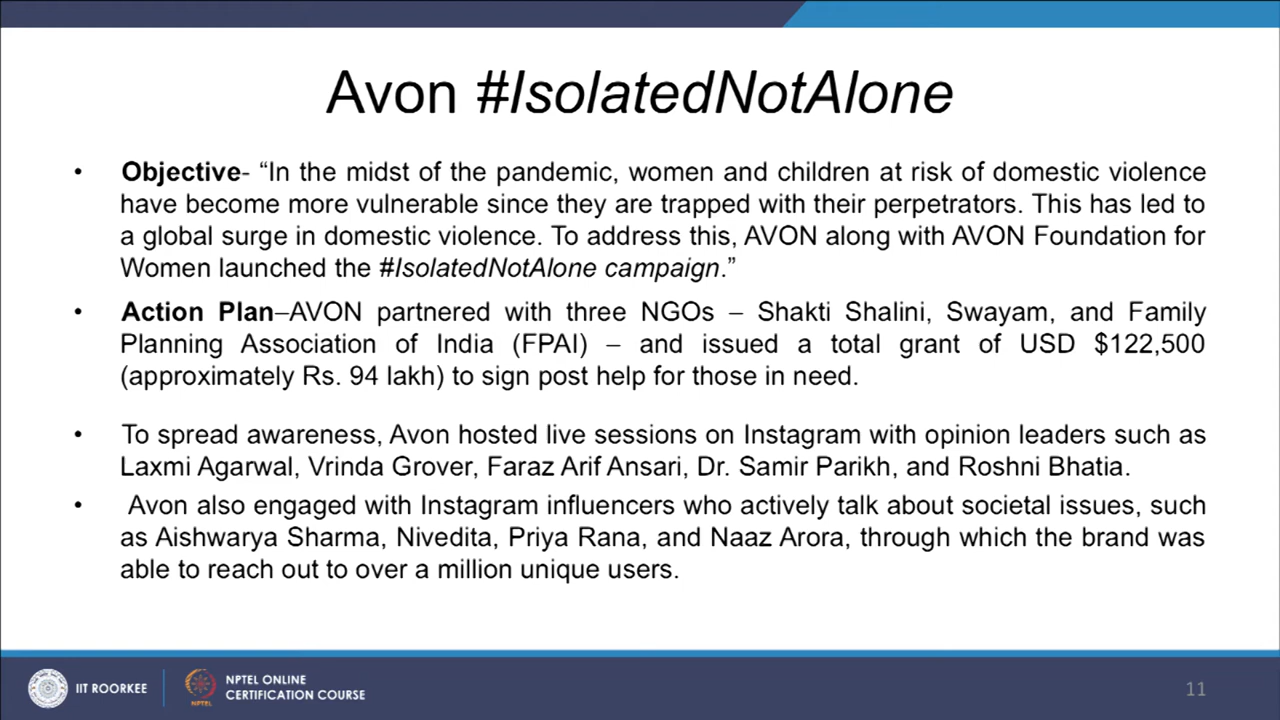 Avon #IsolatedNotAlone
• Objective- “In the midst of the pandemic, women and children at risk of domestic violence
have become more vulnerable since they are trapped with their perpetrators. This has led to
a global surge in domestic violence. To address this, AVON along with AVON Foundation for
Women launched the #IsolatedNotAlone campaign.”
• Action Plan–AVON partnered with three NGOs – Shakti Shalini, Swayam, and Family
Planning Association of India (FPAI) – and issued a total grant of USD $122,500
(approximately Rs. 94 lakh) to sign post help for those in need.
• To spread awareness, Avon hosted live sessions on Instagram with opinion leaders such as
Laxmi Agarwal, Vrinda Grover, Faraz Arif Ansari, Dr. Samir Parikh, and Roshni Bhatia.
• Avon also engaged with Instagram influencers who actively talk about societal issues, such
as Aishwarya Sharma, Nivedita, Priya Rana, and Naaz Arora, through which the brand was
able to reach out to over a million unique users.
IIT ROORKEE
NPTEL
NPTEL ONLINE
CERTIFICATION COURSE
11